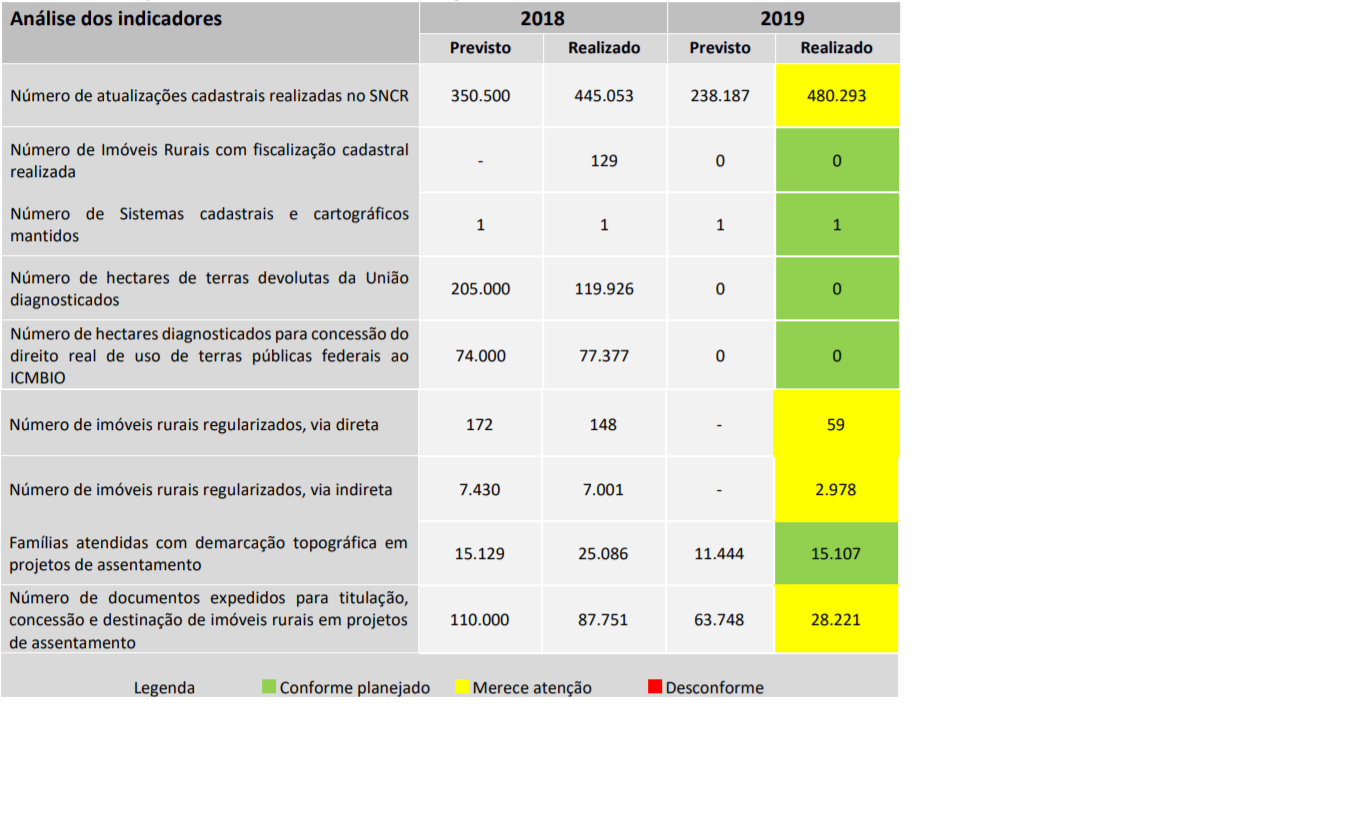 Análise dos indicadores 2018 2019
Previsto Realizado Previsto Realizado
Número de atualizações cadastrais realizadas no SNCR 350.500 445.053 238.187 480.293
Número de Imóveis Rurais com fiscalização cadastral
realizada - 129 0 0
Número de Sistemas cadastrais e cartográficos
mantidos 1 1 1 1
Número de hectares de terras devolutas da União
diagnosticados 205.000 119.926 0 0
Número de hectares diagnosticados para concessão do
direito real de uso de terras públicas federais ao 74.000 77.377 0 0
ICMBIO
Número de imóveis rurais regularizados, via direta 172 148 - 59
Número de imóveis rurais regularizados, via indireta 7.430 7.001 - 2.978
Famílias atendidas com demarcação topográfica em
projetos de assentamento 15.129 25.086 11.444 15.107
Número de documentos expedidos para titulação,
concessão e destinação de imóveis rurais em projetos 110.000 87.751 63.748 28.221
de assentamento
Legenda Conforme planejado Merece atenção Desconforme